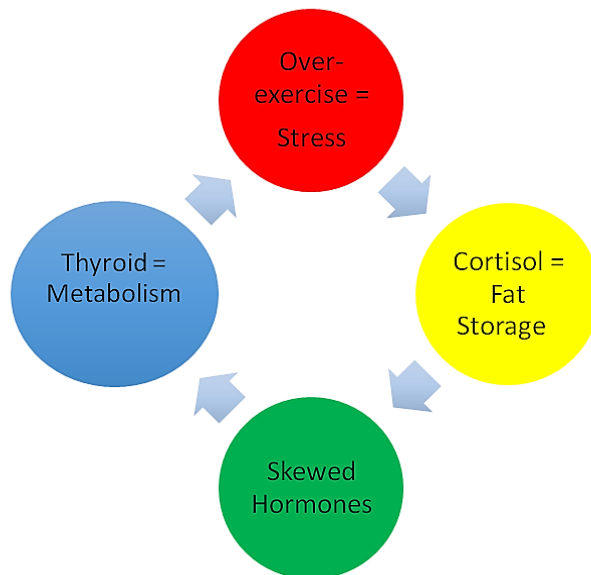 Over-
exercise =
Stress
Cortisol =
Fat
Storage
Skewed
Hormones
Thyroid =
Metabolism